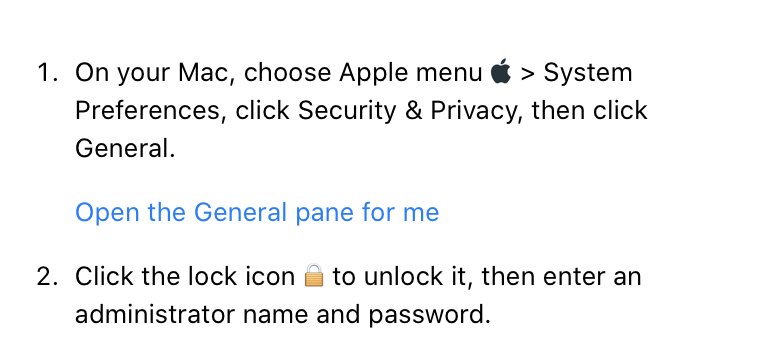 1. On your Mac, choose Apple menu  > System
Preferences, click Security & Privacy, then click
General.
Open the General pane for me
2. Click the lock icon 🔒 to unlock it, then enter an
administrator name and password.